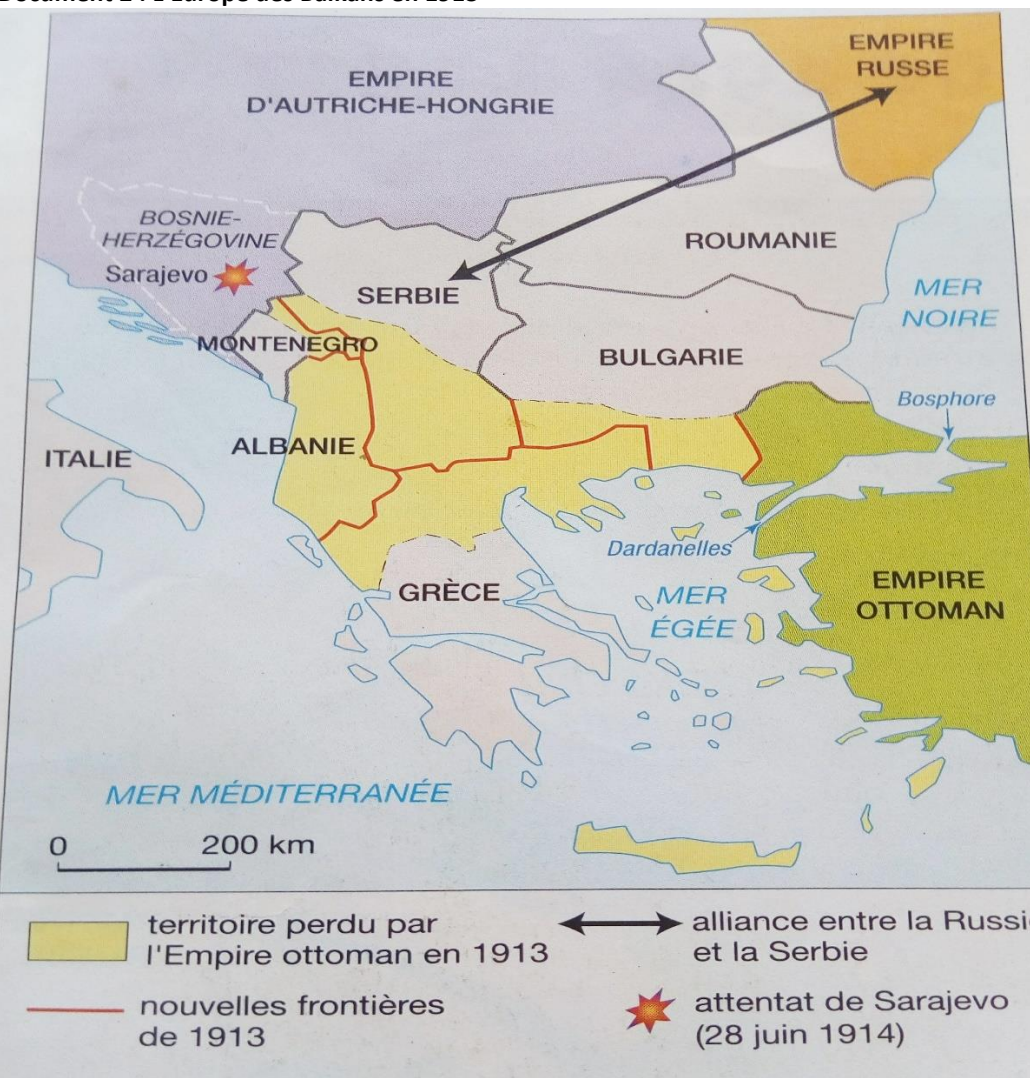 EMPIRE
RUSSE
EMPIRE
D'AUTRICHE-HONGRIE
BOSNIE-
HERZÉGOVINE
Sarajevo
SERBIE
ROUMANIE
MER
NOIRE
MONTENEGRO
BULGARIE
Bosphore
ITALIE
ALBANIE
Dardanelles
GRÈCE
MER
ÉGÉE
EMPIRE
OTTOMAN
MER MÉDITERRANÉE
0 200 km
territoire perdu par
l'Empire ottoman en 1913
alliance entre la Russi
et la Serbie
nouvelles frontières
de 1913
attentat de Sarajevo
(28 juin 1914)